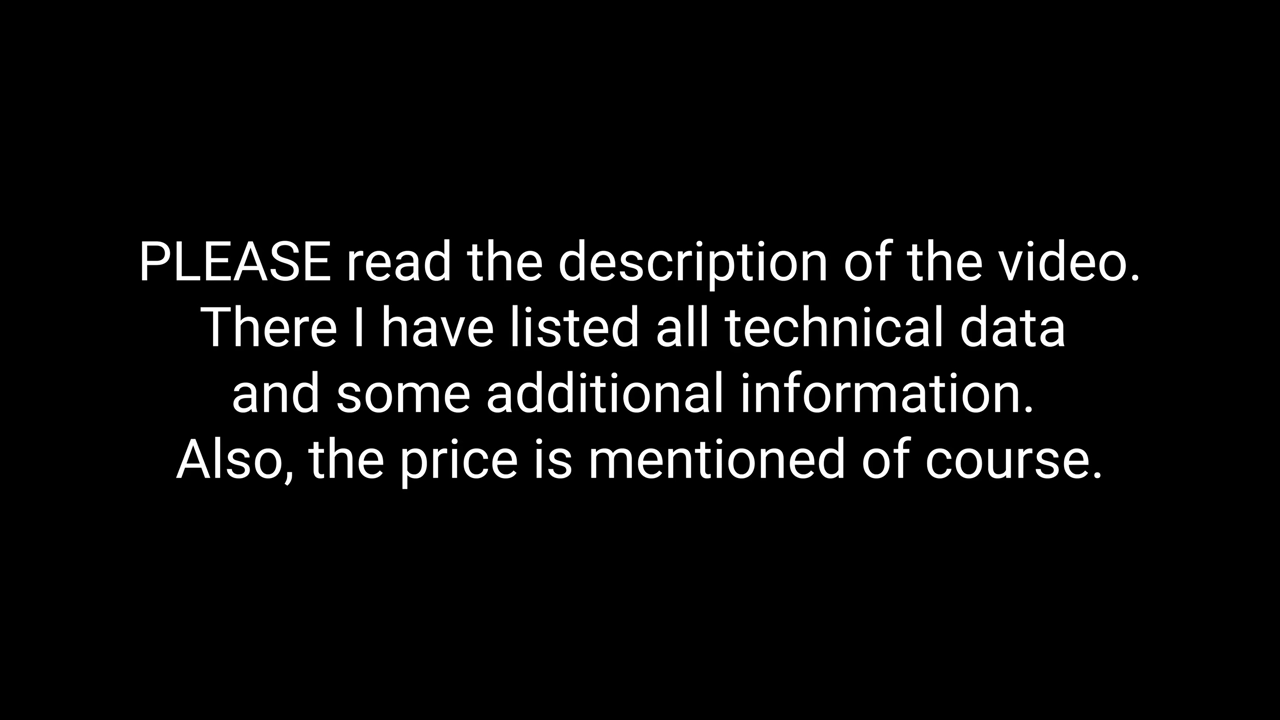 PLEASE read the description of the video.
There I have listed all technical data
and some additional information.
Also, the price is mentioned of course.